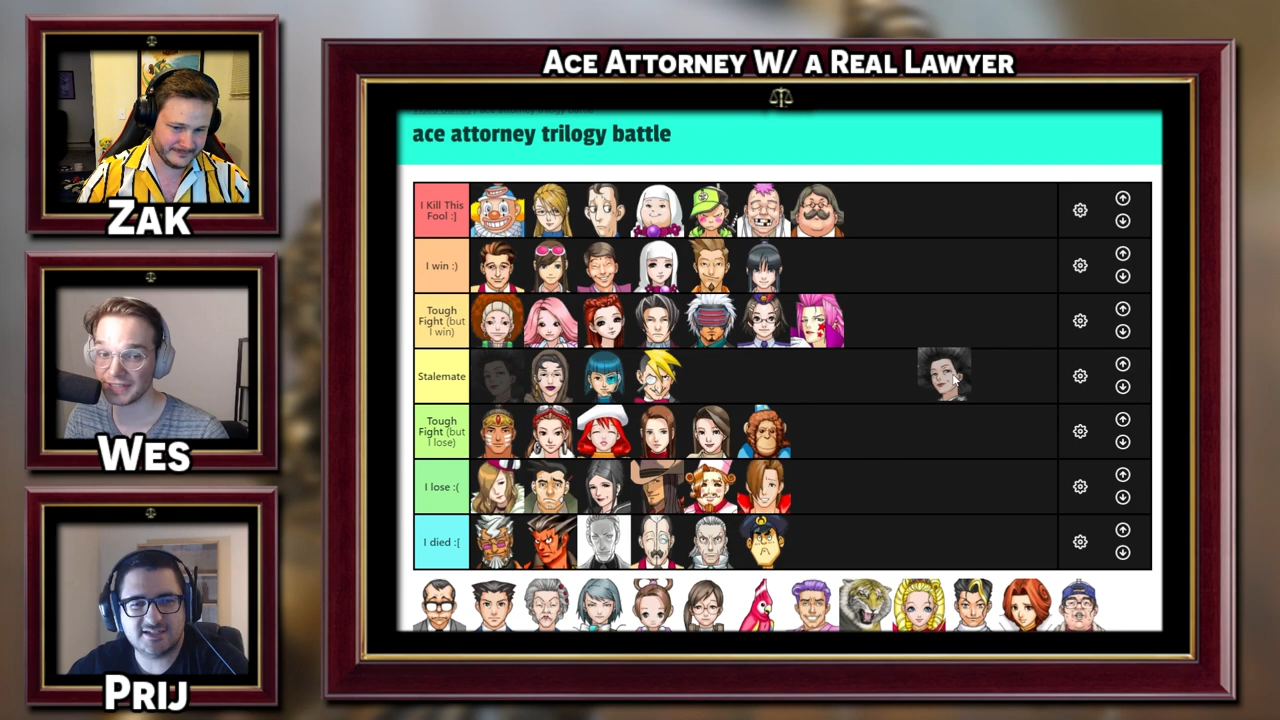 ACE ATTORNEY W/ A REAL LAWYER
ace attorney trilogy battle
I Kill This
Fool :]
I win :)
Tough
Fight (but
I win)
Stalemate
Tough
Fight (but
I lose)
I lose :(
I died :[
ZAK
WES
PRIJ